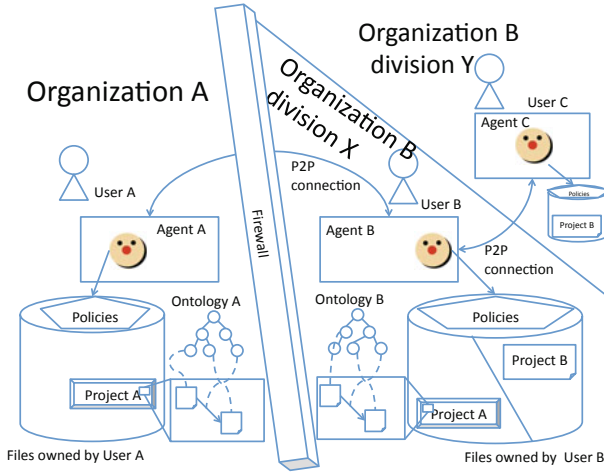 Organization B
division Y
Organization A
Organization B
division X
User C
Agent C
P2P
connection
User A
User B
Policies
Project B
Agent A
Firewall
Agent B
P2P
connection
Ontology A
Ontology B
Policies
Policies
Project B
Project A
Project A
Files owned by User A
Files owned by User B